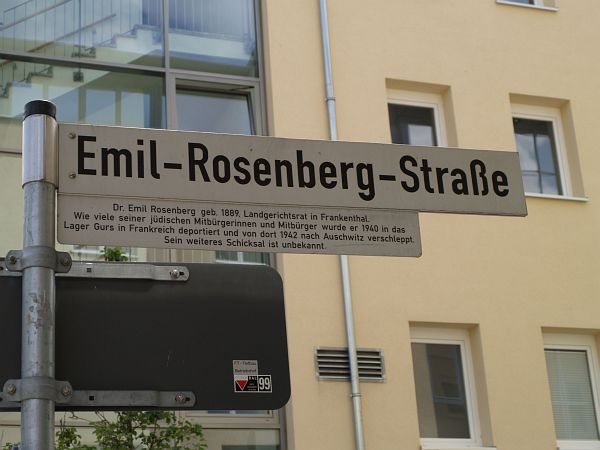 Emil-Rosenberg-Straße
Dr. Emil Rosenberg geb. 1889, Landgerichtsrat in Frankenthal.
Wie viele seiner jüdischen Mitbürgerinnen und Mitbürger wurde er 1940 in das
Lager Gurs in Frankreich deportiert und von dort 1942 nach Auschwitz verschleppt.
Sein weiteres Schicksal ist unbekannt.
99